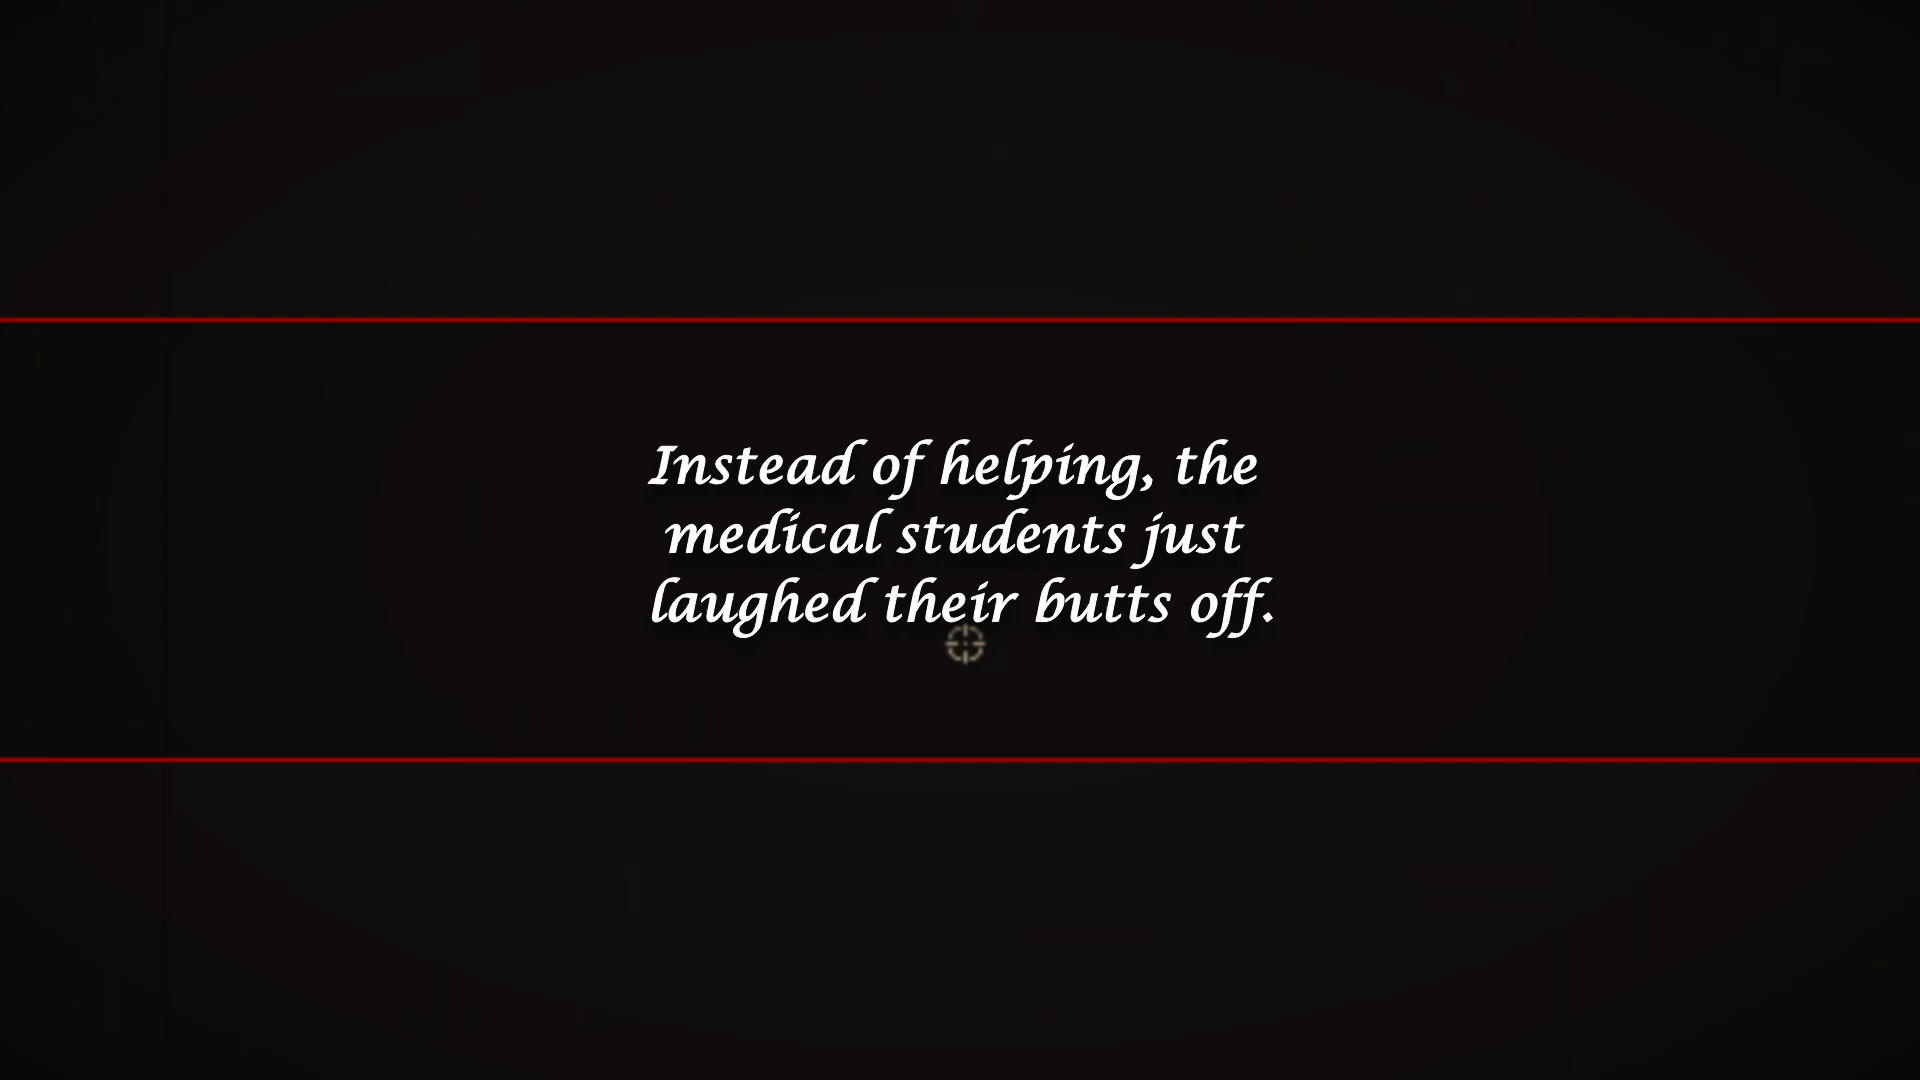 Instead of helping, the
medical students just
laughed their butts off.